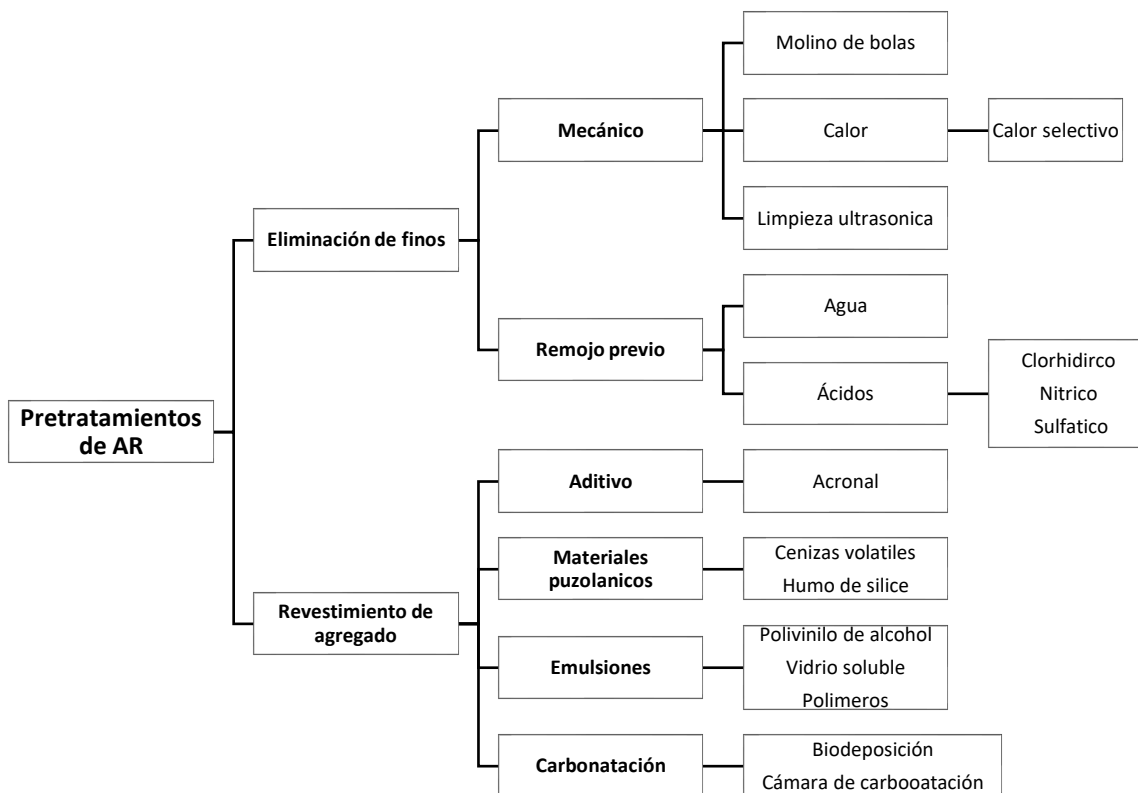 Pretratamientos
de AR
Eliminación de finos
Mecánico
Molino de bolas
Calor
Calor selectivo
Limpieza ultrasonica
Remojo previo
Agua
Ácidos
Clorhidirco
Nitrico
Sulfatico
Revestimiento de
agregado
Aditivo
Acronal
Materiales
puzolanicos
Cenizas volatiles
Humo de silice
Emulsiones
Polivinilo de alcohol
Vidrio soluble
Polimeros
Carbonatación
Biodeposición
Cámara de carbooatación